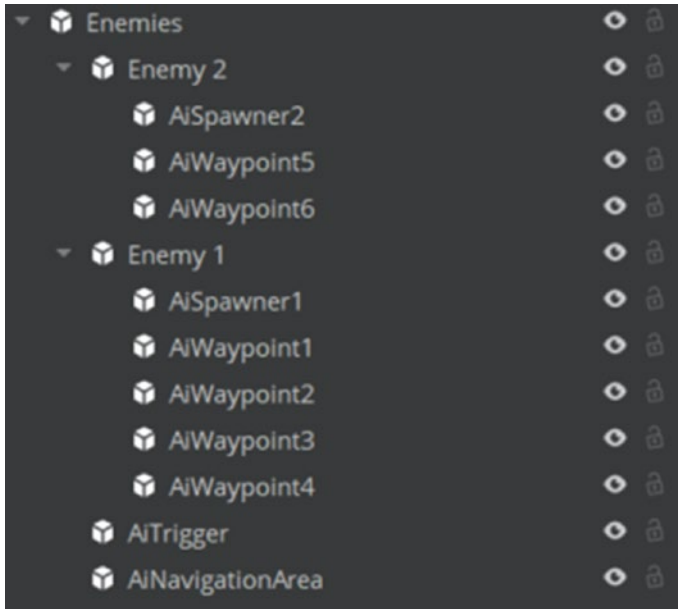 Enemies
Enemy 2
AiSpawner2
AiWaypoint5
AiWaypoint6
Enemy 1
AiSpawner1
AiWaypoint1
AiWaypoint2
AiWaypoint3
AiWaypoint4
AiTrigger
AiNavigationArea